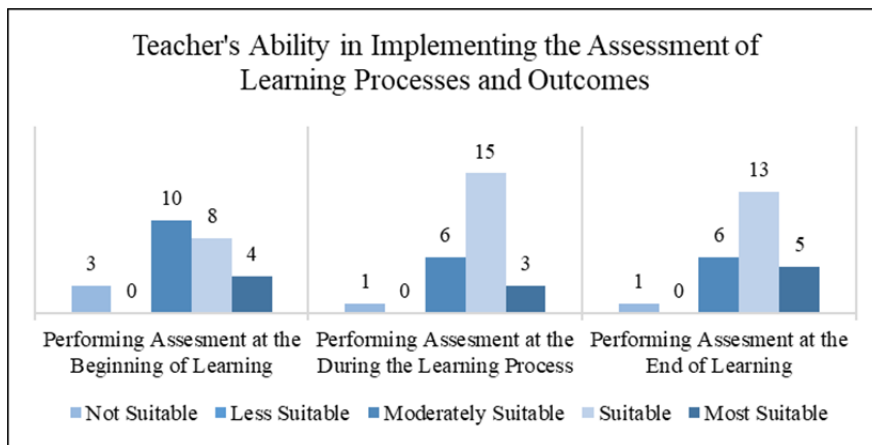 Teacher's Ability in Implementing the Assessment of
Learning Processes and Outcomes
3
0
10
8
4
1
0
6
15
3
1
0
6
13
5
Performing Assesment at the
Beginning of Learning
Performing Assesment at the
During the Learning Process
Performing Assesment at the
End of Learning
Not Suitable
Less Suitable
Moderately Suitable
Suitable
Most Suitable